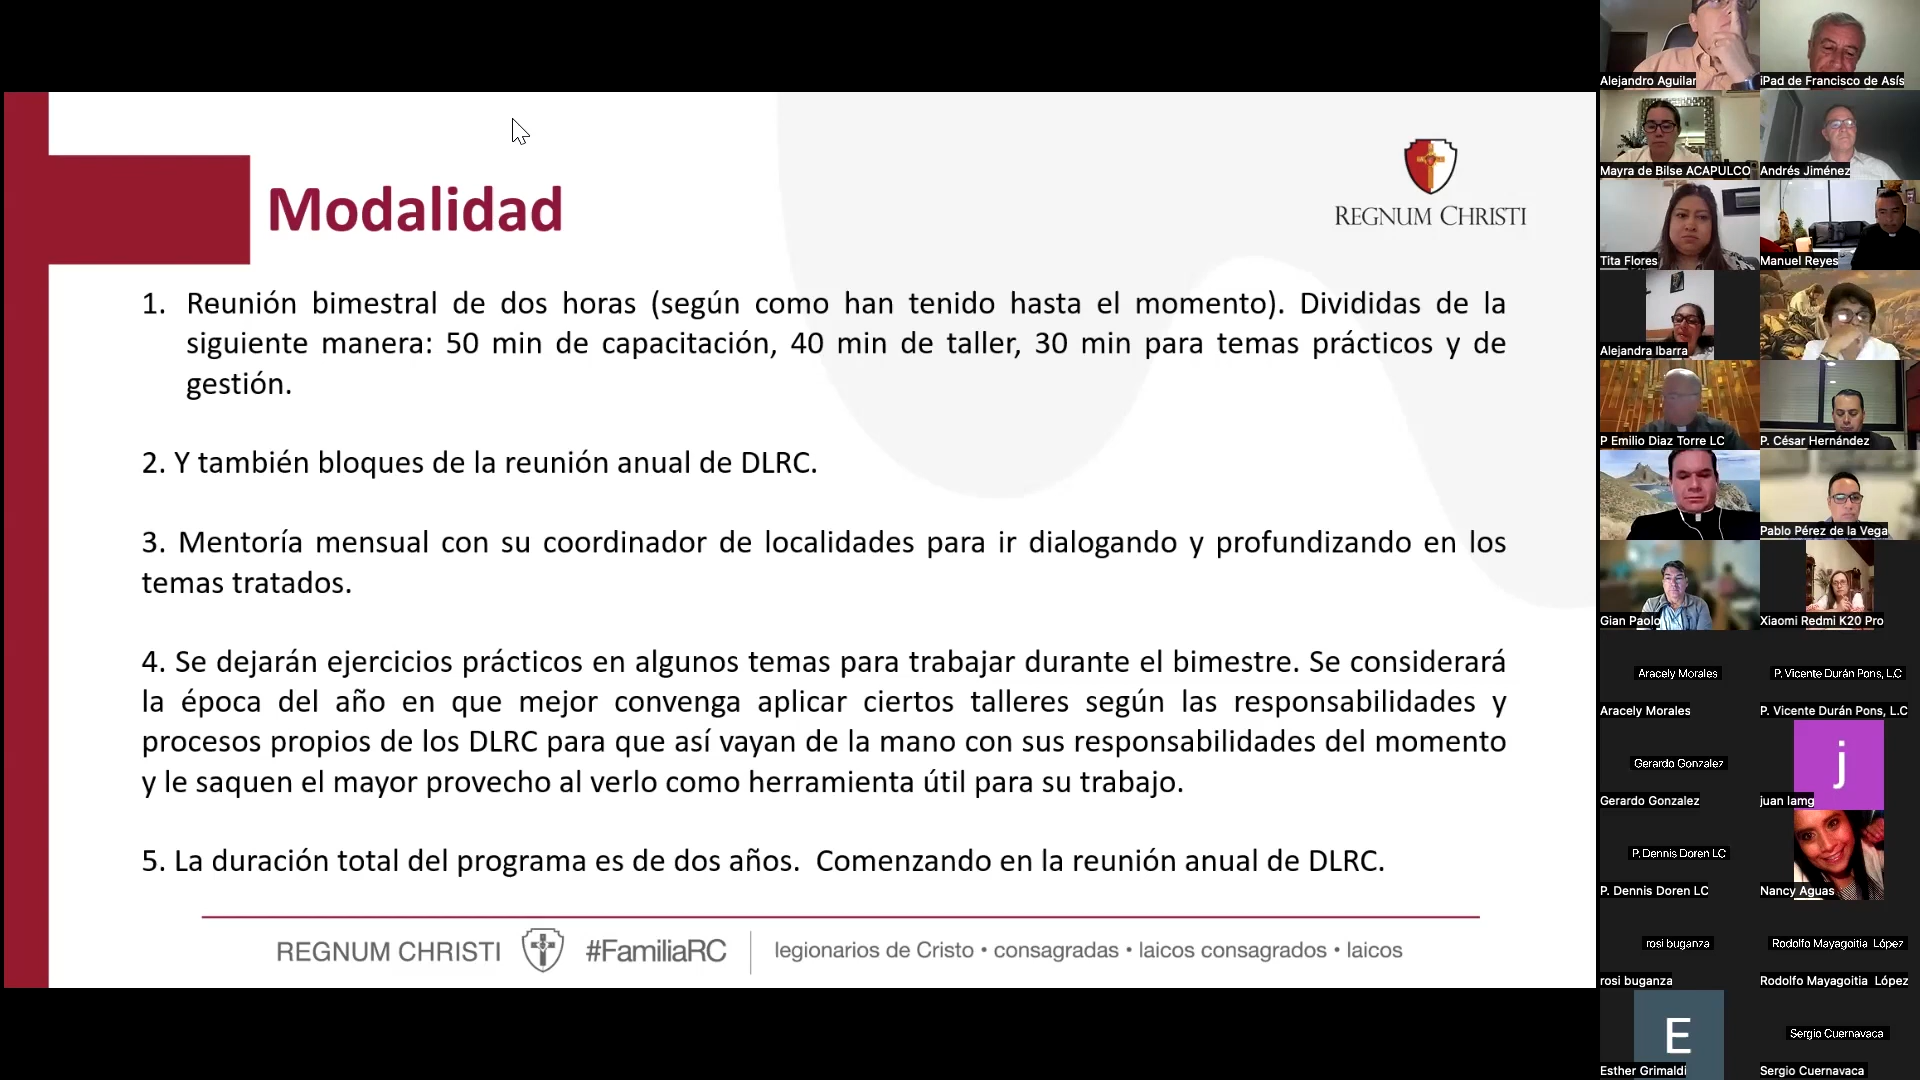 Modalidad
REGNUM CHRISTI
1. Reunión bimestral de dos horas (según como han tenido hasta el momento). Divididas de la
siguiente manera: 50 min de capacitación, 40 min de taller, 30 min para temas prácticos y de
gestión.
2. Y también bloques de la reunión anual de DLRC.
3. Mentoría mensual con su coordinador de localidades para ir dialogando y profundizando en los
temas tratados.
4. Se dejarán ejercicios prácticos en algunos temas para trabajar durante el bimestre. Se considerará
la época del año en que mejor convenga aplicar ciertos talleres según las responsabilidades y
procesos propios de los DLRC para que así vayan de la mano con sus responsabilidades del momento
y le saquen el mayor provecho al verlo como herramienta útil para su trabajo.
5. La duración total del programa es de dos años.  Comenzando en la reunión anual de DLRC.
REGNUM CHRISTI #FamiliaRC legionarios de Cristo • consagradas • laicos consagrados • laicos
Alejandro Aguilar
iPad de Francisco de Asís
Mayra de Bilse ACAPULCO
Andrés Jiménez
Tita Flores
Manuel Reyes
Alejandra Ibarra
P Emilio Diaz Torre LC
P. César Hernández
Pablo Pérez de la Vega
Gian Paolo
Xiaomi Redmi K20 Pro
Aracely Morales
P. Vicente Durán Pons, L.C
Aracely Morales
P. Vicente Durán Pons, L.C
Gerardo Gonzalez
j
Gerardo Gonzalez
juan lamg
P. Dennis Doren LC
P. Dennis Doren LC
Nancy Aguas
rosi buganza
Rodolfo Mayagoitia López
rosi buganza
Rodolfo Mayagoitia López
E
Sergio Cuernavaca
Esther Grimaldi
Sergio Cuernavaca